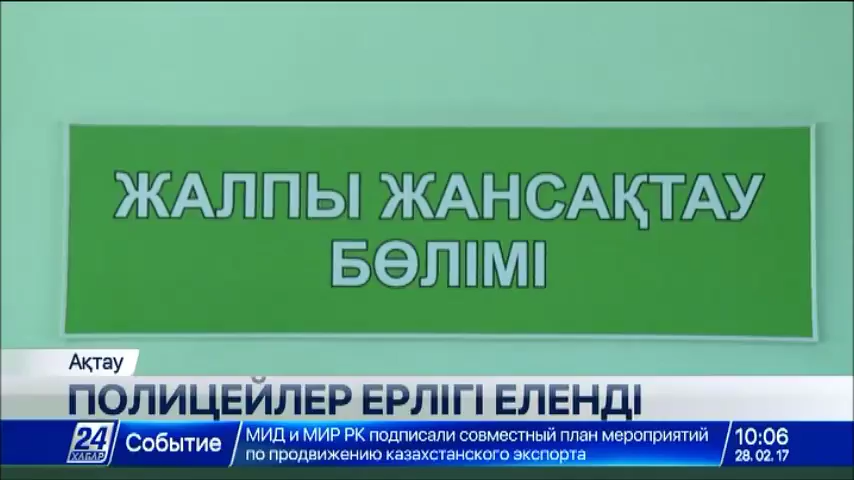 ЖАЛПЫ ЖАНСАҚТАУ
БӨЛІМІ
Ақтау
ПОЛИЦЕЙЛЕР ЕРЛІГІ ЕЛЕНДІ
24
ХАБАР
Событие
МИД и МИР РК подписали совместный план мероприятий
по продвижению казахстанского экспорта
10:06
28.02.17